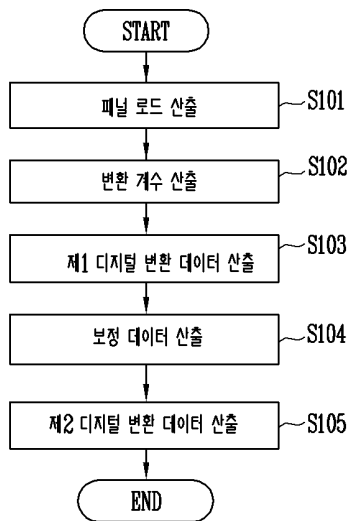 START
패널 로드 산출
S101
변환 계수 산출
S102
제1 디지털 변환 데이터 산출
S103
보정 데이터 산출
S104
제2 디지털 변환 데이터 산출
S105
END